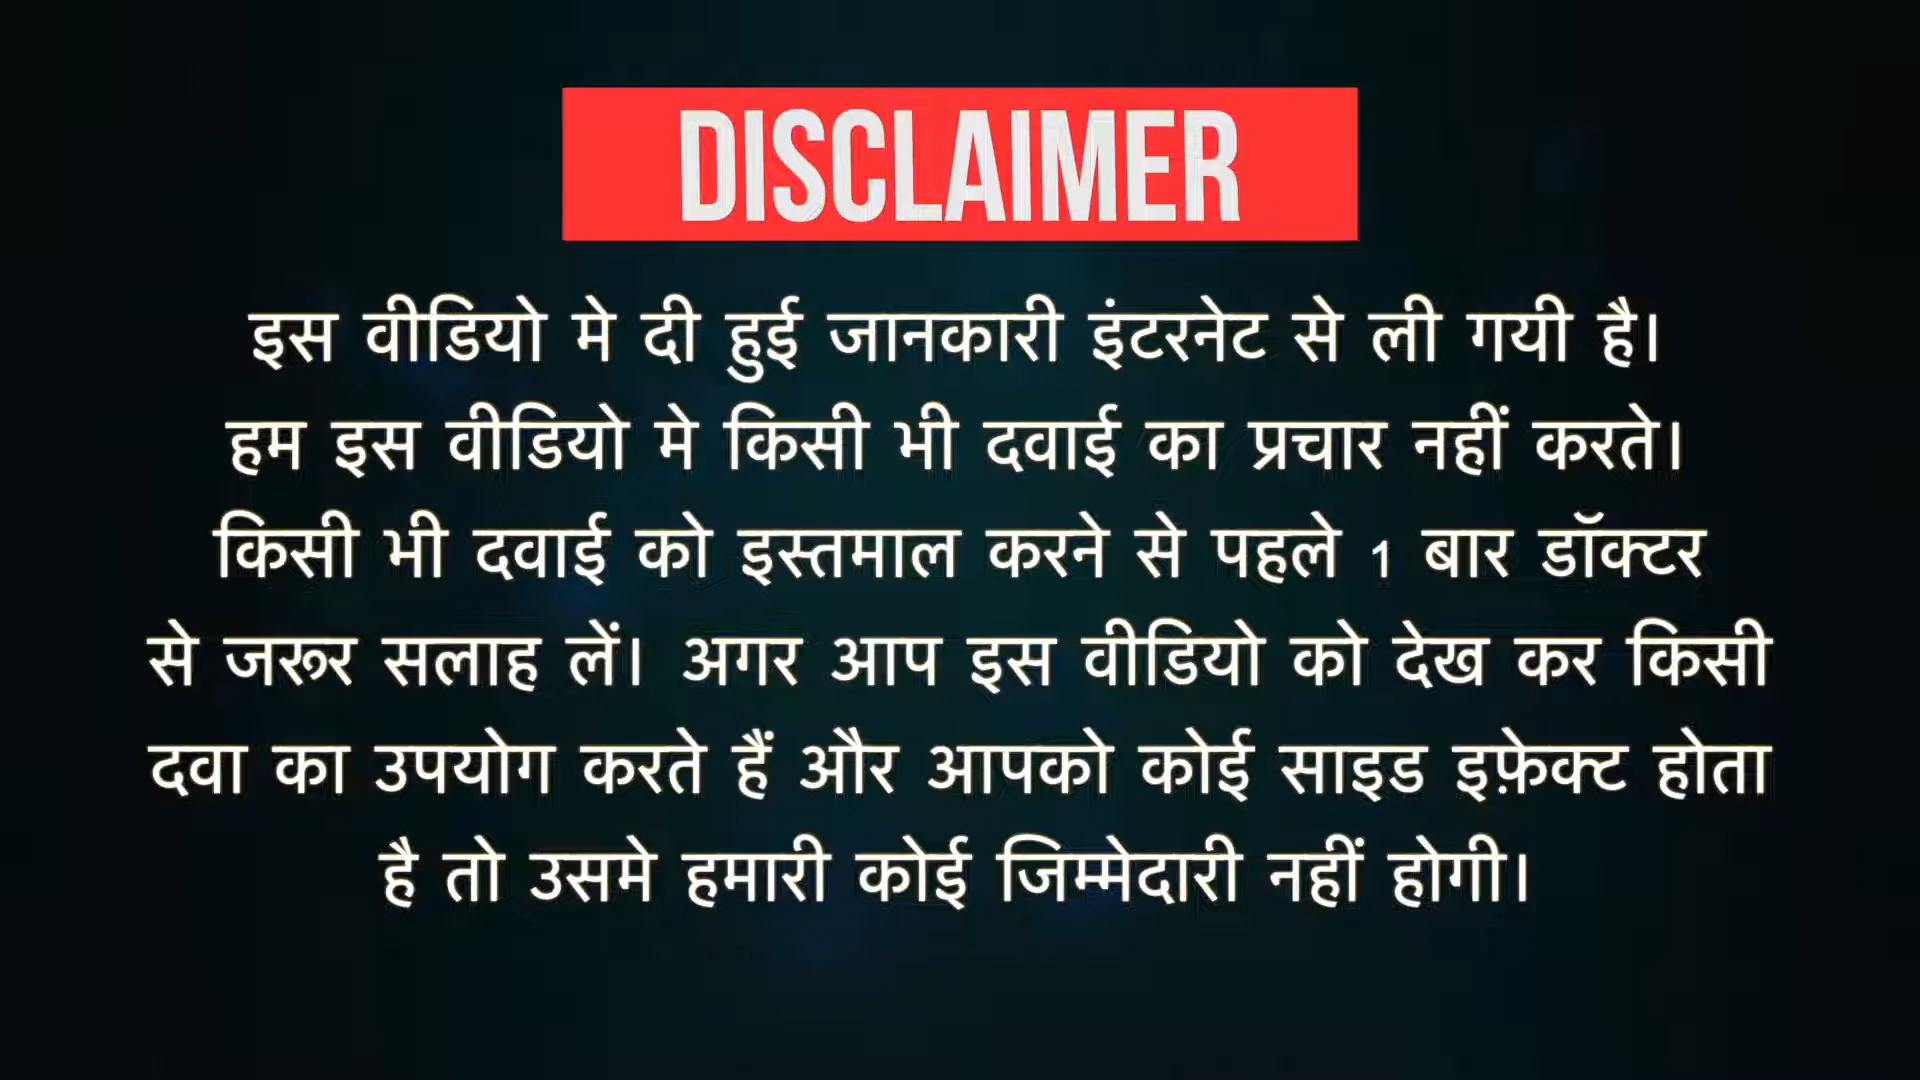 DISCLAIMER
इस वीडियो मे दी हुई जानकारी इंटरनेट से ली गयी है।
हम इस वीडियो मे किसी भी दवाई का प्रचार नहीं करते।
किसी भी दवाई को इस्तमाल करने से पहले 1 बार डॉक्टर
से जरूर सलाह लें। अगर आप इस वीडियो को देख कर किसी
दवा का उपयोग करते हैं और आपको कोई साइड इफ़ेक्ट होता
है तो उसमे हमारी कोई जिम्मेदारी नहीं होगी।